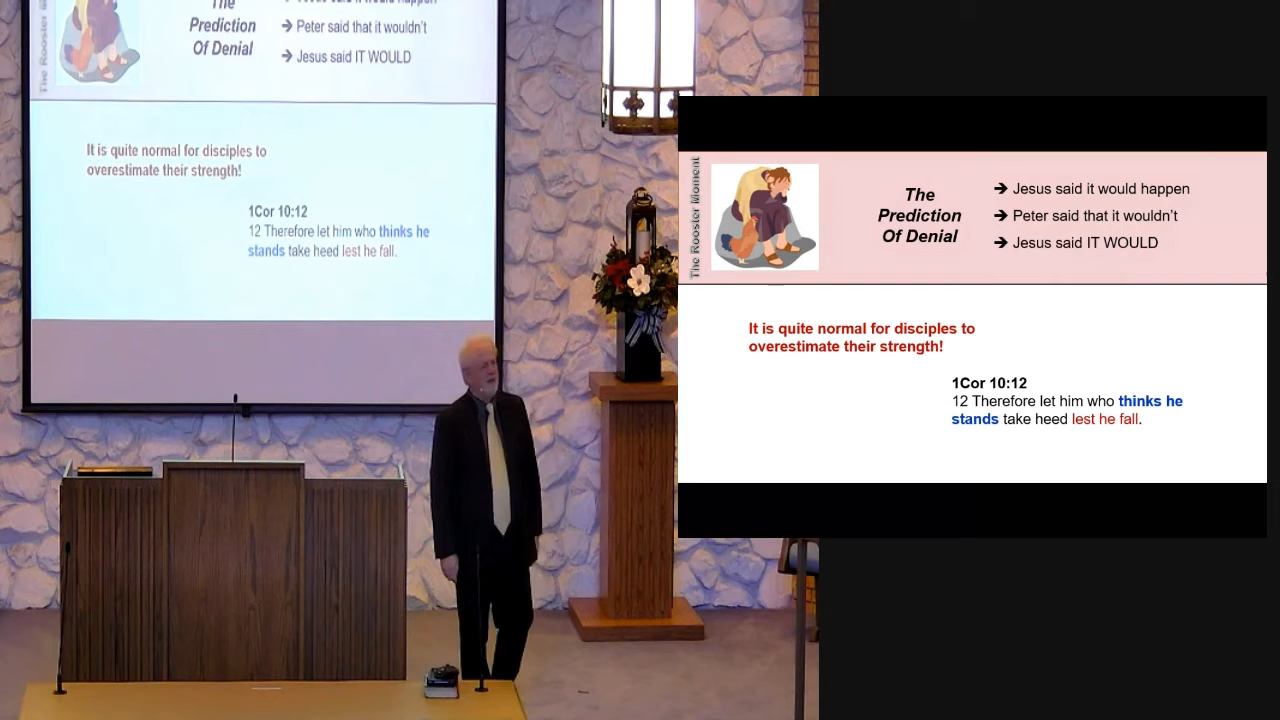 The
Prediction
Of Denial
➔ Peter said that it wouldn't
➔ Jesus said IT WOULD
It is quite normal for disciples to
overestimate their strength!
1Cor 10:12
12 Therefore let him who thinks he
stands take heed lest he fall.
The Rooster Moment
The
Prediction
Of Denial
➔ Jesus said it would happen
➔ Peter said that it wouldn't
➔ Jesus said IT WOULD
It is quite normal for disciples to
overestimate their strength!
1Cor 10:12
12 Therefore let him who thinks he
stands take heed lest he fall.